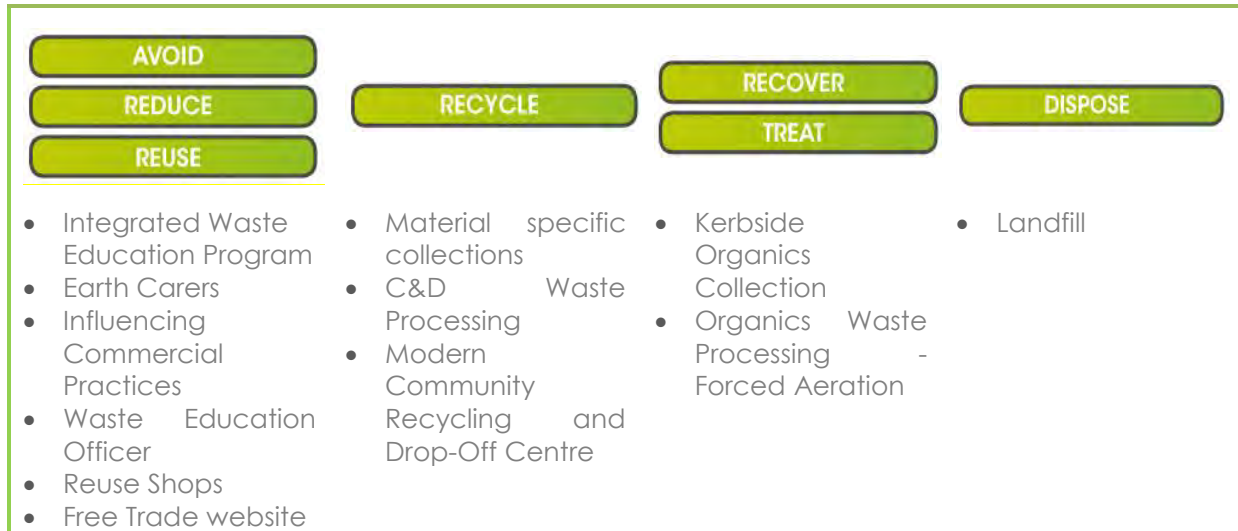 AVOID
REDUCE
REUSE
RECYCLE
RECOVER
TREAT
DISPOSE
• Integrated Waste
Education Program
• Earth Carers
• Influencing
Commercial
Practices
• Waste Education
Officer
• Reuse Shops
• Free Trade website
• Material specific
collections
• C&D Waste
Processing
• Modern
Community
Recycling and
Drop-Off Centre
• Kerbside
Organics
Collection
• Organics Waste
Processing -
Forced Aeration
• Landfill